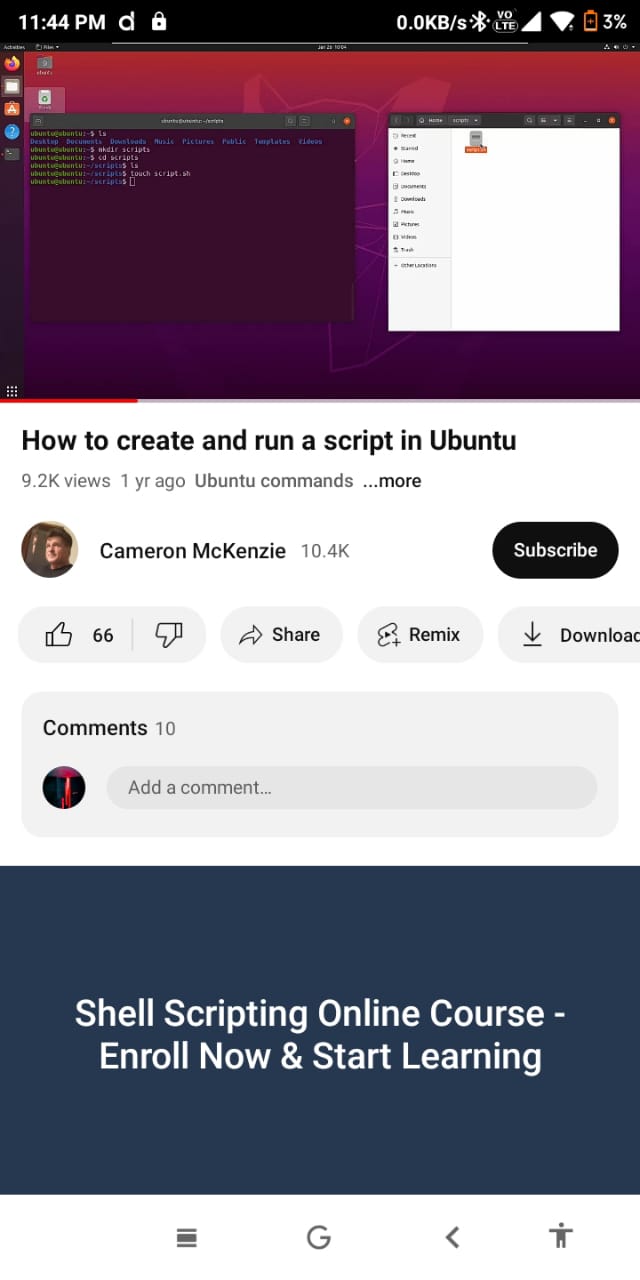 11:44 PM d 0.0KB/s VO LTE 3%
Activities Files Jan 20 10:04
ubuntu
Trash
ubuntu@ubuntu: ~/scripts
ubuntu@ubuntu:~$ ls
Desktop Documents Downloads Music Pictures Public Templates Videos
ubuntu@ubuntu:~$ mkdir scripts
ubuntu@ubuntu:~$ cd scripts
ubuntu@ubuntu:~/scripts$ ls
ubuntu@ubuntu:~/scripts$ touch script.sh
ubuntu@ubuntu:~/scripts$
Home scripts
Recent
Starred
Home
Desktop
Documents
Downloads
Music
Pictures
Videos
Trash
+ Other Locations
script.sh
How to create and run a script in Ubuntu
9.2K views 1 yr ago Ubuntu commands ...more
Cameron McKenzie 10.4K
Subscribe
66 Share Remix Download
Comments 10
Add a comment...
Shell Scripting Online Course -
Enroll Now & Start Learning
G